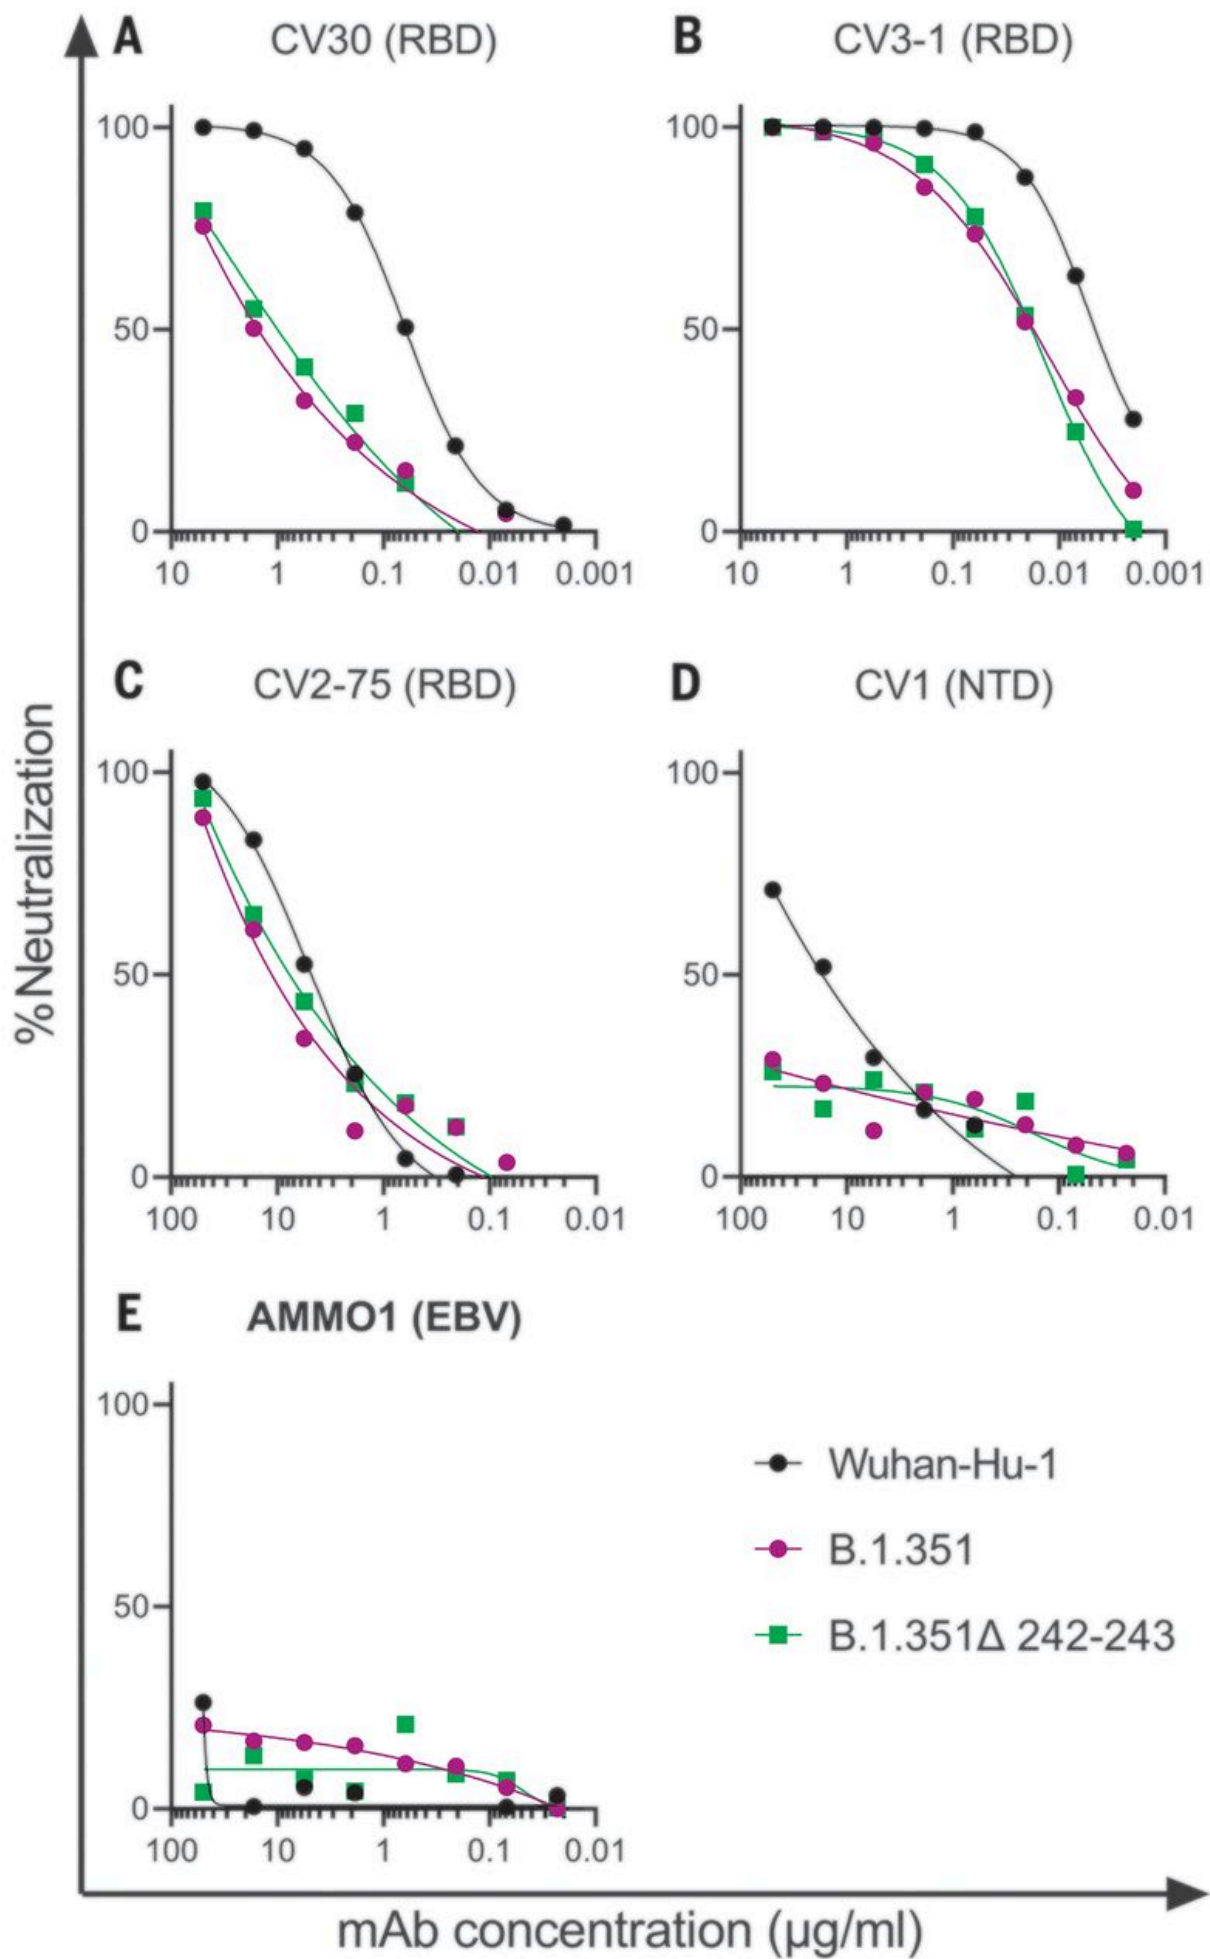 A CV30 (RBD)
100
50
0
10 1 0.1 0.01 0.001
B CV3-1 (RBD)
100
50
0
10 1 0.1 0.01 0.001
C CV2-75 (RBD)
100
50
0
100 10 1 0.1 0.01
D CV1 (NTD)
100
50
0
100 10 1 0.1 0.01
E AMMO1 (EBV)
100
50
0
100 10 1 0.1 0.01
Wuhan-Hu-1
B.1.351
B.1.351Δ 242-243
%Neutralization
mAb concentration (µg/ml)